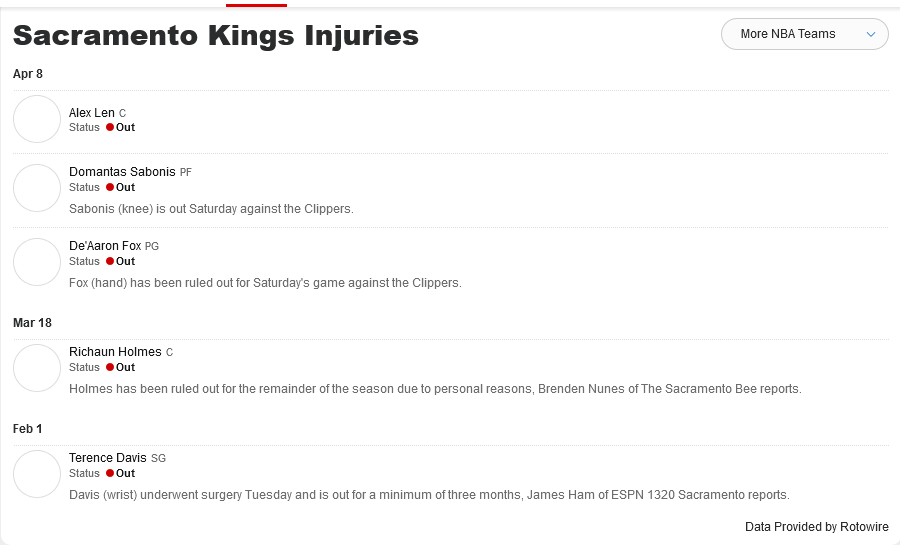 Sacramento Kings Injuries
More NBA Teams
Apr 8
Alex Len C
Status Out
Domantas Sabonis PF
Status Out
Sabonis (knee) is out Saturday against the Clippers.
De'Aaron Fox PG
Status Out
Fox (hand) has been ruled out for Saturday's game against the Clippers.
Mar 18
Richaun Holmes C
Status Out
Holmes has been ruled out for the remainder of the season due to personal reasons, Brenden Nunes of The Sacramento Bee reports.
Feb 1
Terence Davis SG
Status Out
Davis (wrist) underwent surgery Tuesday and is out for a minimum of three months, James Ham of ESPN 1320 Sacramento reports.
Data Provided by Rotowire